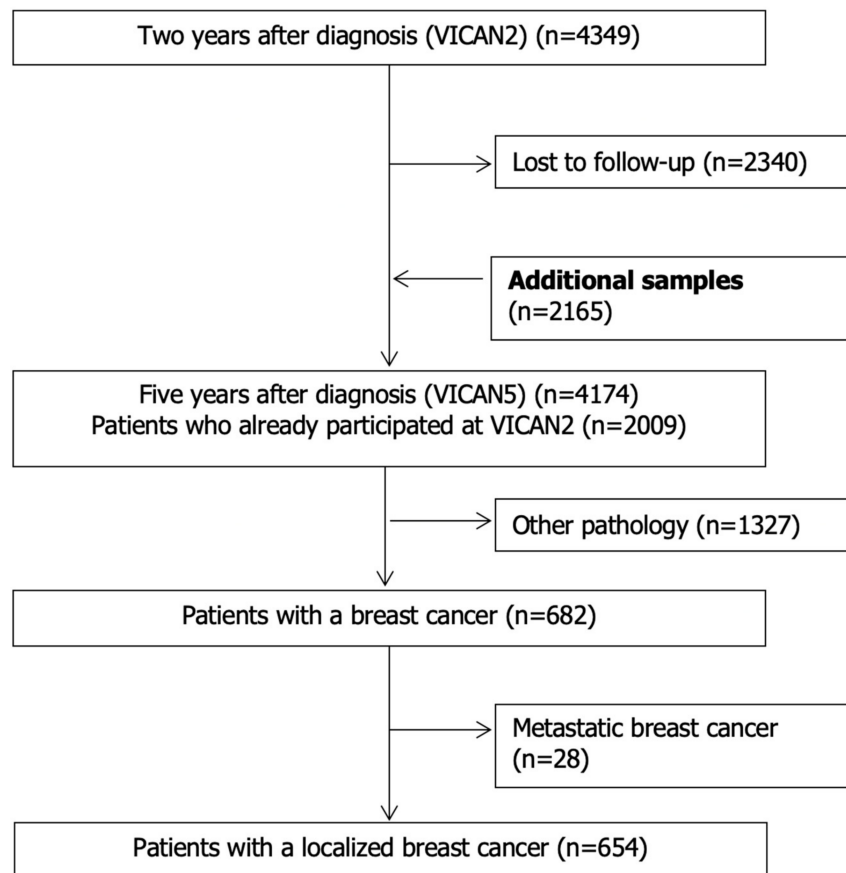 Two years after diagnosis (VICAN2) (n=4349)
Lost to follow-up (n=2340)
Additional samples
(n=2165)
Five years after diagnosis (VICAN5) (n=4174)
Patients who already participated at VICAN2 (n=2009)
Other pathology (n=1327)
Patients with a breast cancer (n=682)
Metastatic breast cancer
(n=28)
Patients with a localized breast cancer (n=654)